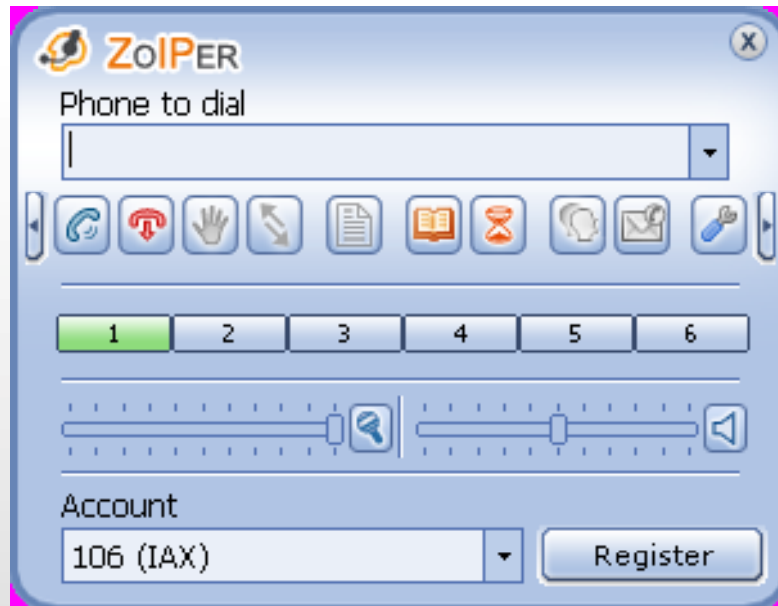 ZoIPer
Phone to dial
1 2 3 4 5 6
Account
106 (IAX)
Register